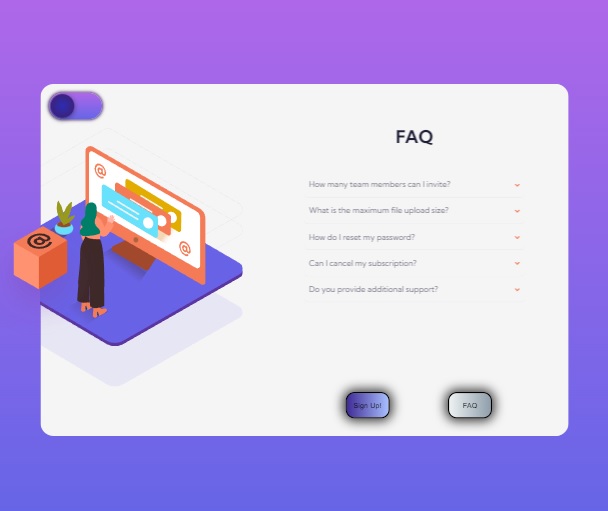 FAQ
How many team members can I invite?
What is the maximum file upload size?
How do I reset my password?
Can I cancel my subscription?
Do you provide additional support?
Sign Up!
FAQ
@
@
@